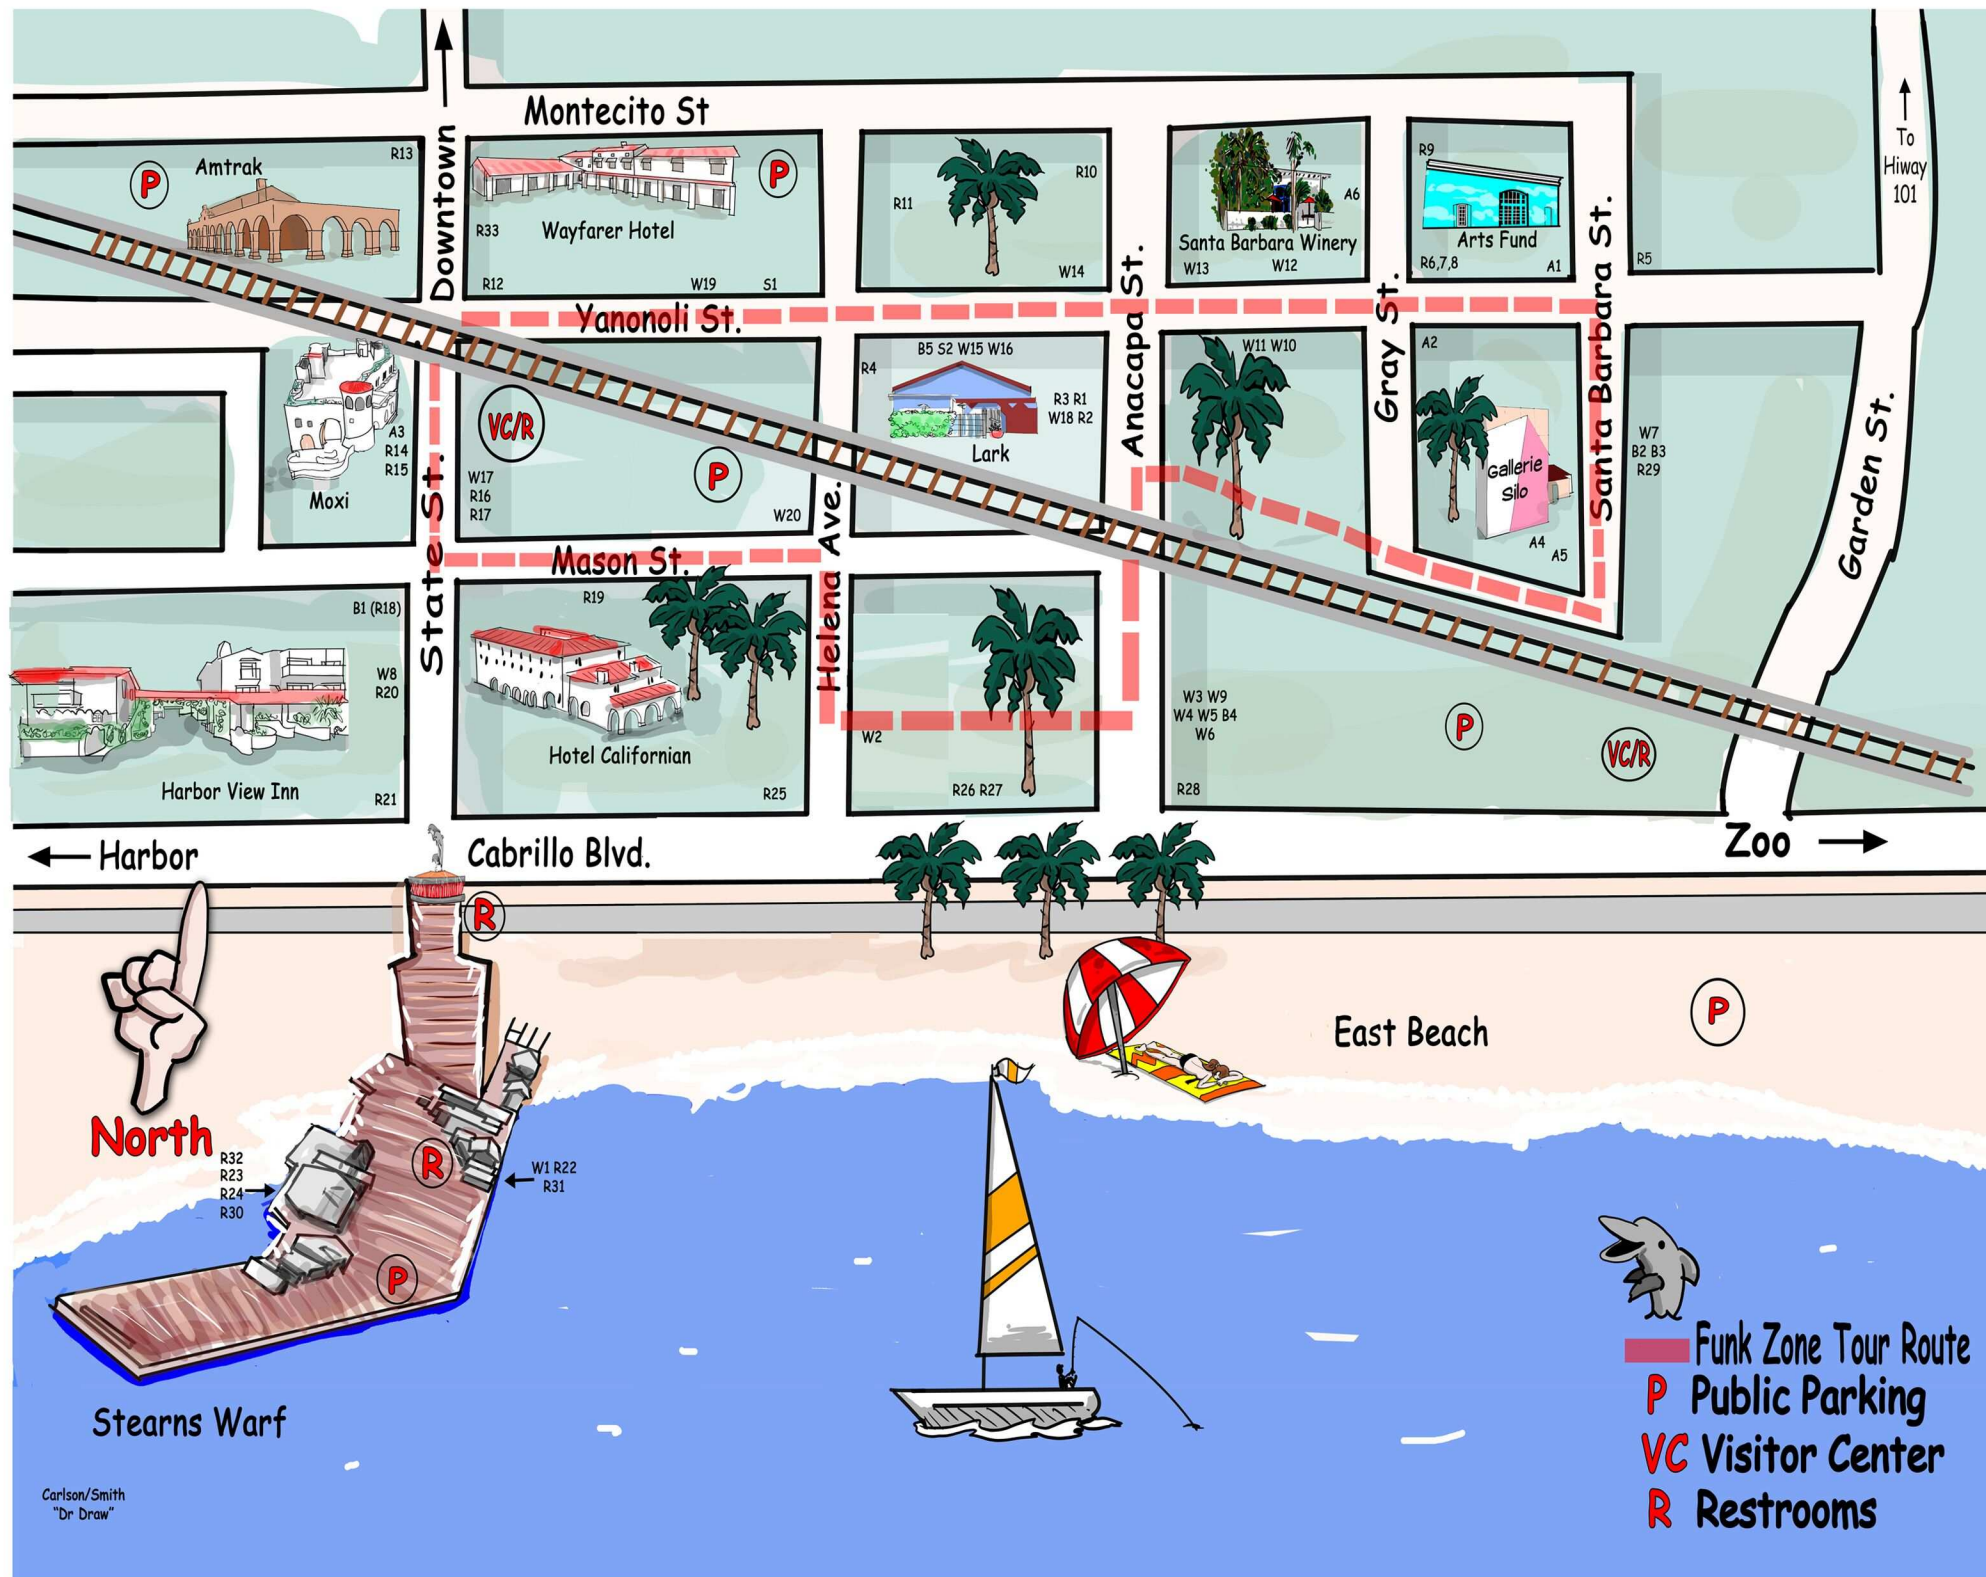 Montecito St
Downtown
To
Hiway
101
P
Amtrak
R13
P
R33
Wayfarer Hotel
R12
W19
S1
R11
R10
W14
A6
Santa Barbara Winery
W13
W12
R9
Arts Fund
R6,7,8
A1
R5
Yanonoli St.
Anacapa St.
Gray St.
Santa Barbara St.
Garden St.
State St.
Helena Ave.
A3
R14
R15
Moxi
VC/R
P
W17
R16
R17
W20
B5 S2 W15 W16
R4
R3 R1
W18 R2
Lark
W11 W10
A2
Gallerie
Silo
A4
A5
W7
B2 B3
R29
Mason St.
B1 (R18)
W8
R20
Harbor View Inn
R21
R19
Hotel Californian
R25
W2
R26 R27
W3 W9
W4 W5 B4
W6
R28
P
VC/R
Harbor
Cabrillo Blvd.
Zoo
R
East Beach
P
North
R32
R23
R24
R30
R
W1 R22
R31
P
Stearns Warf
Carlson/Smith
"Dr Draw"
Funk Zone Tour Route
P Public Parking
VC Visitor Center
R Restrooms